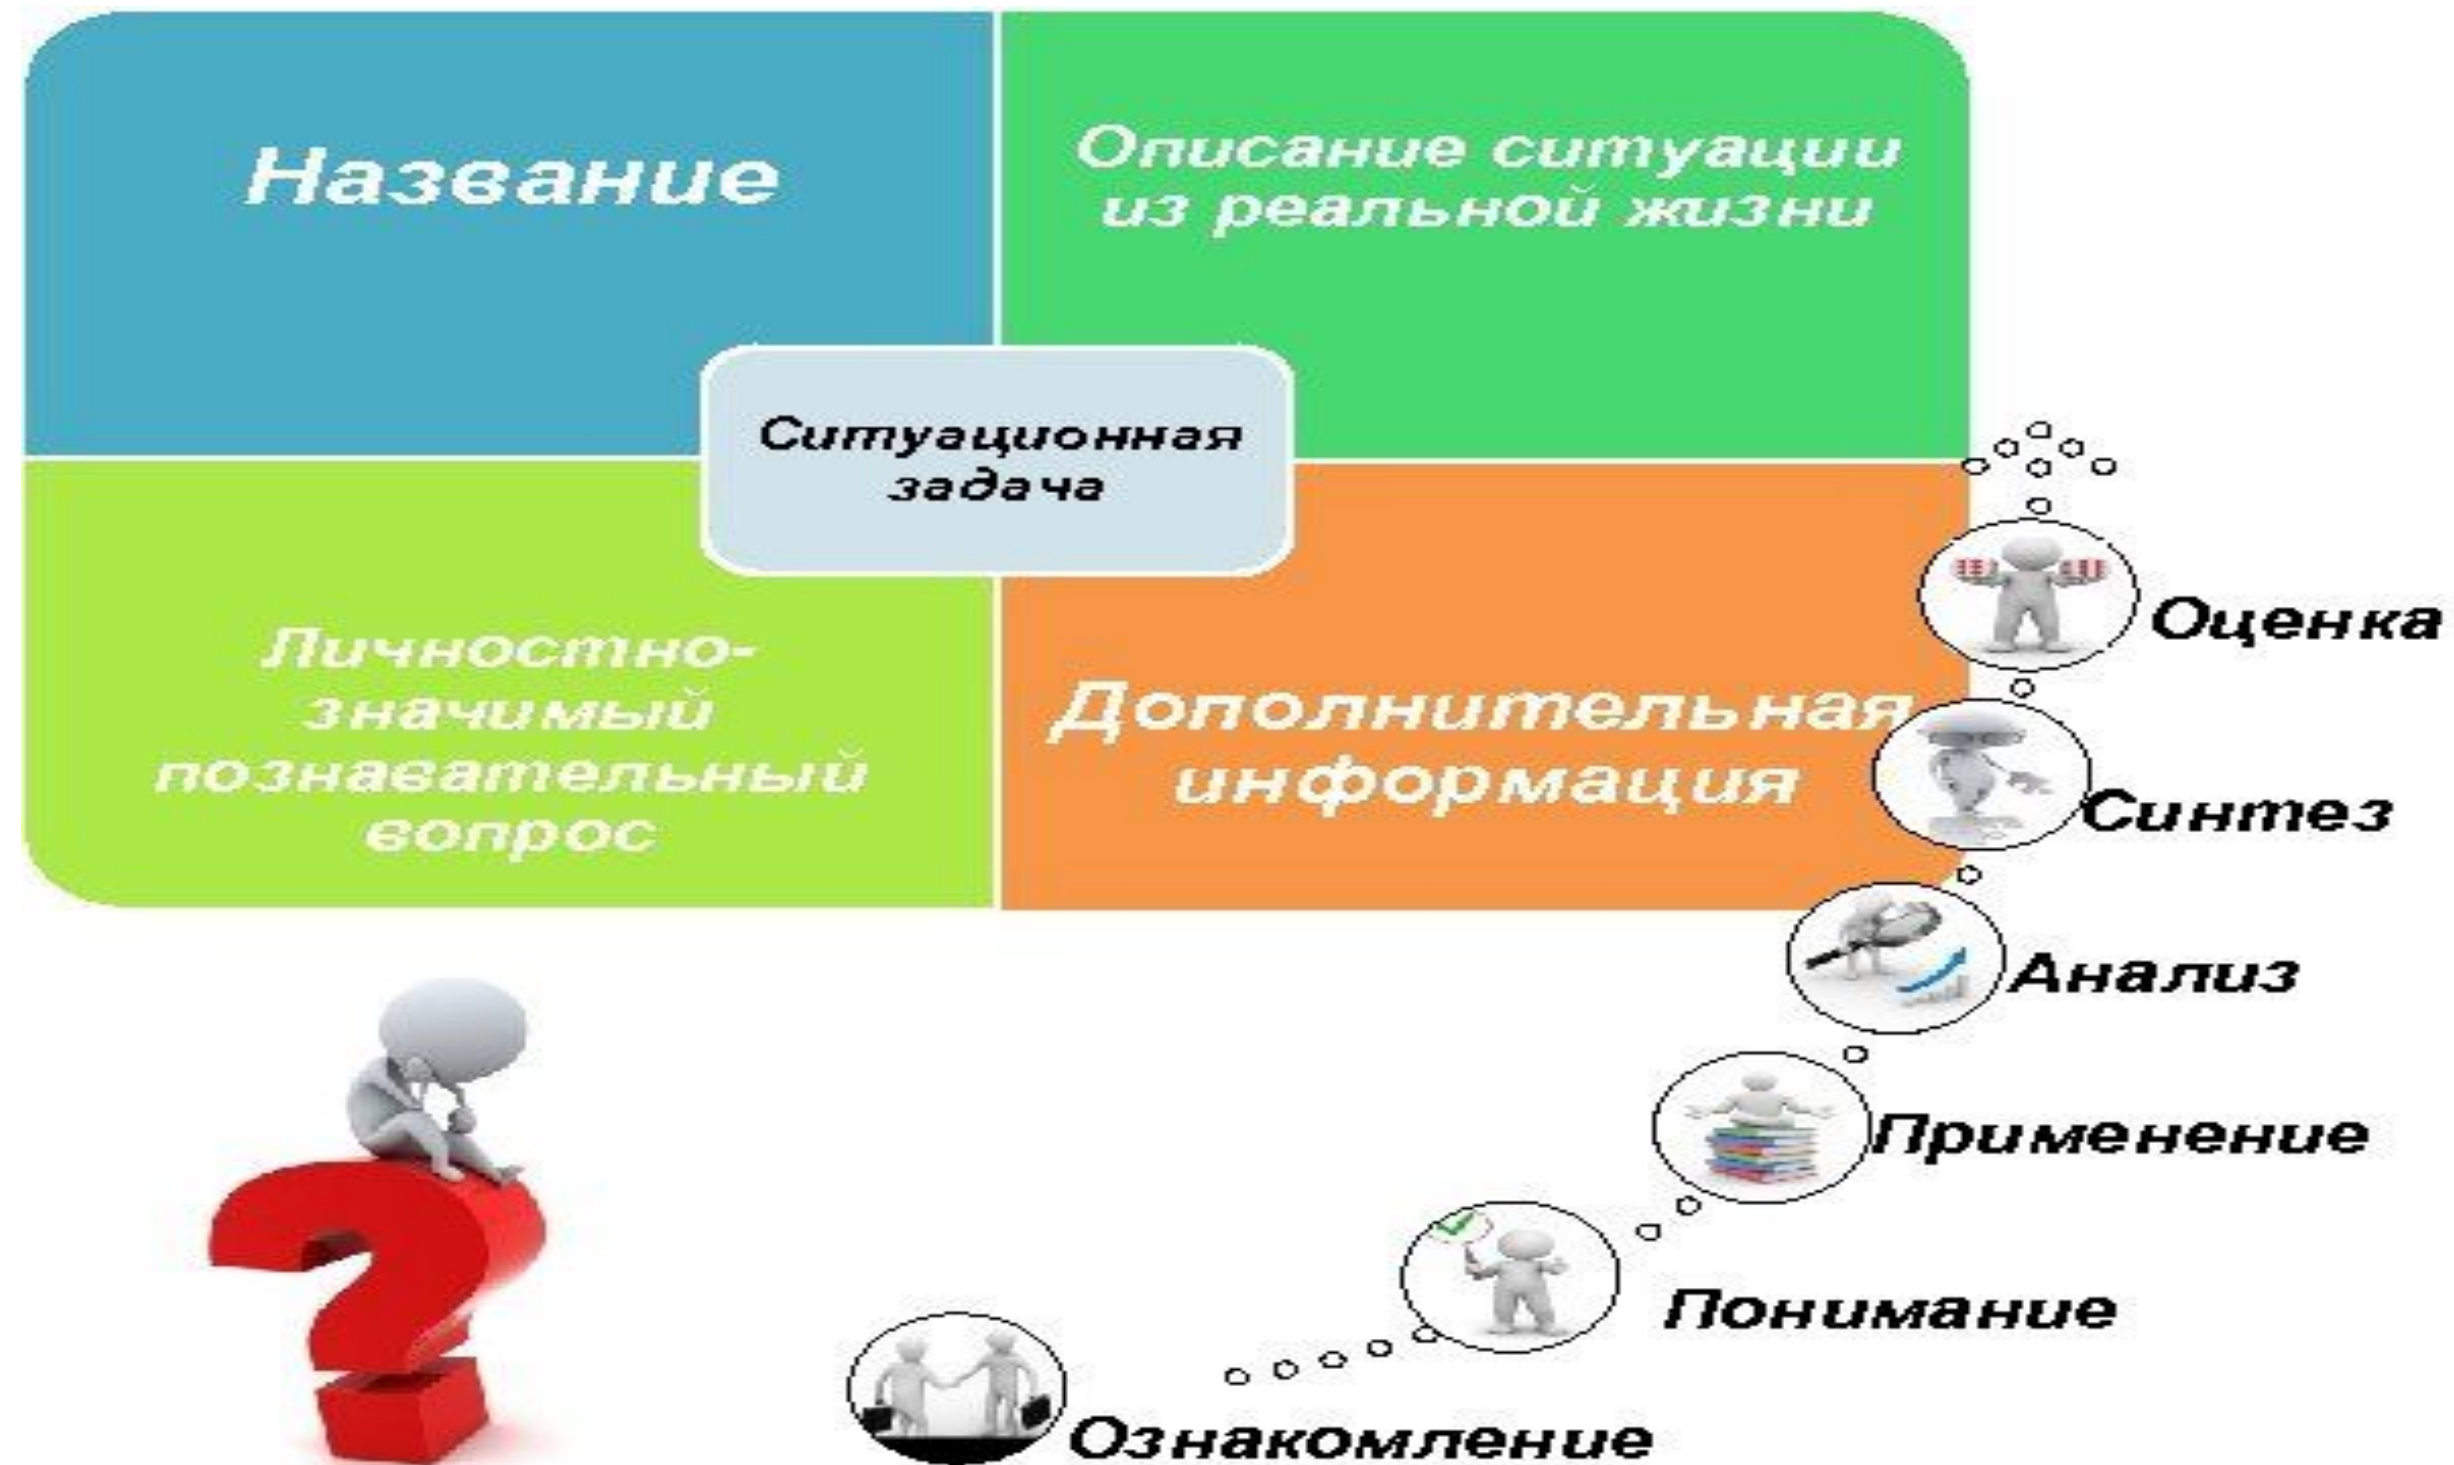 Название
Описание ситуации
из реальной жизни
Ситуационная
задача
Личностно-
значимый
познавательный
вопрос
Дополнительная
информация
Оценка
Синтез
Анализ
Применение
Понимание
Ознакомление